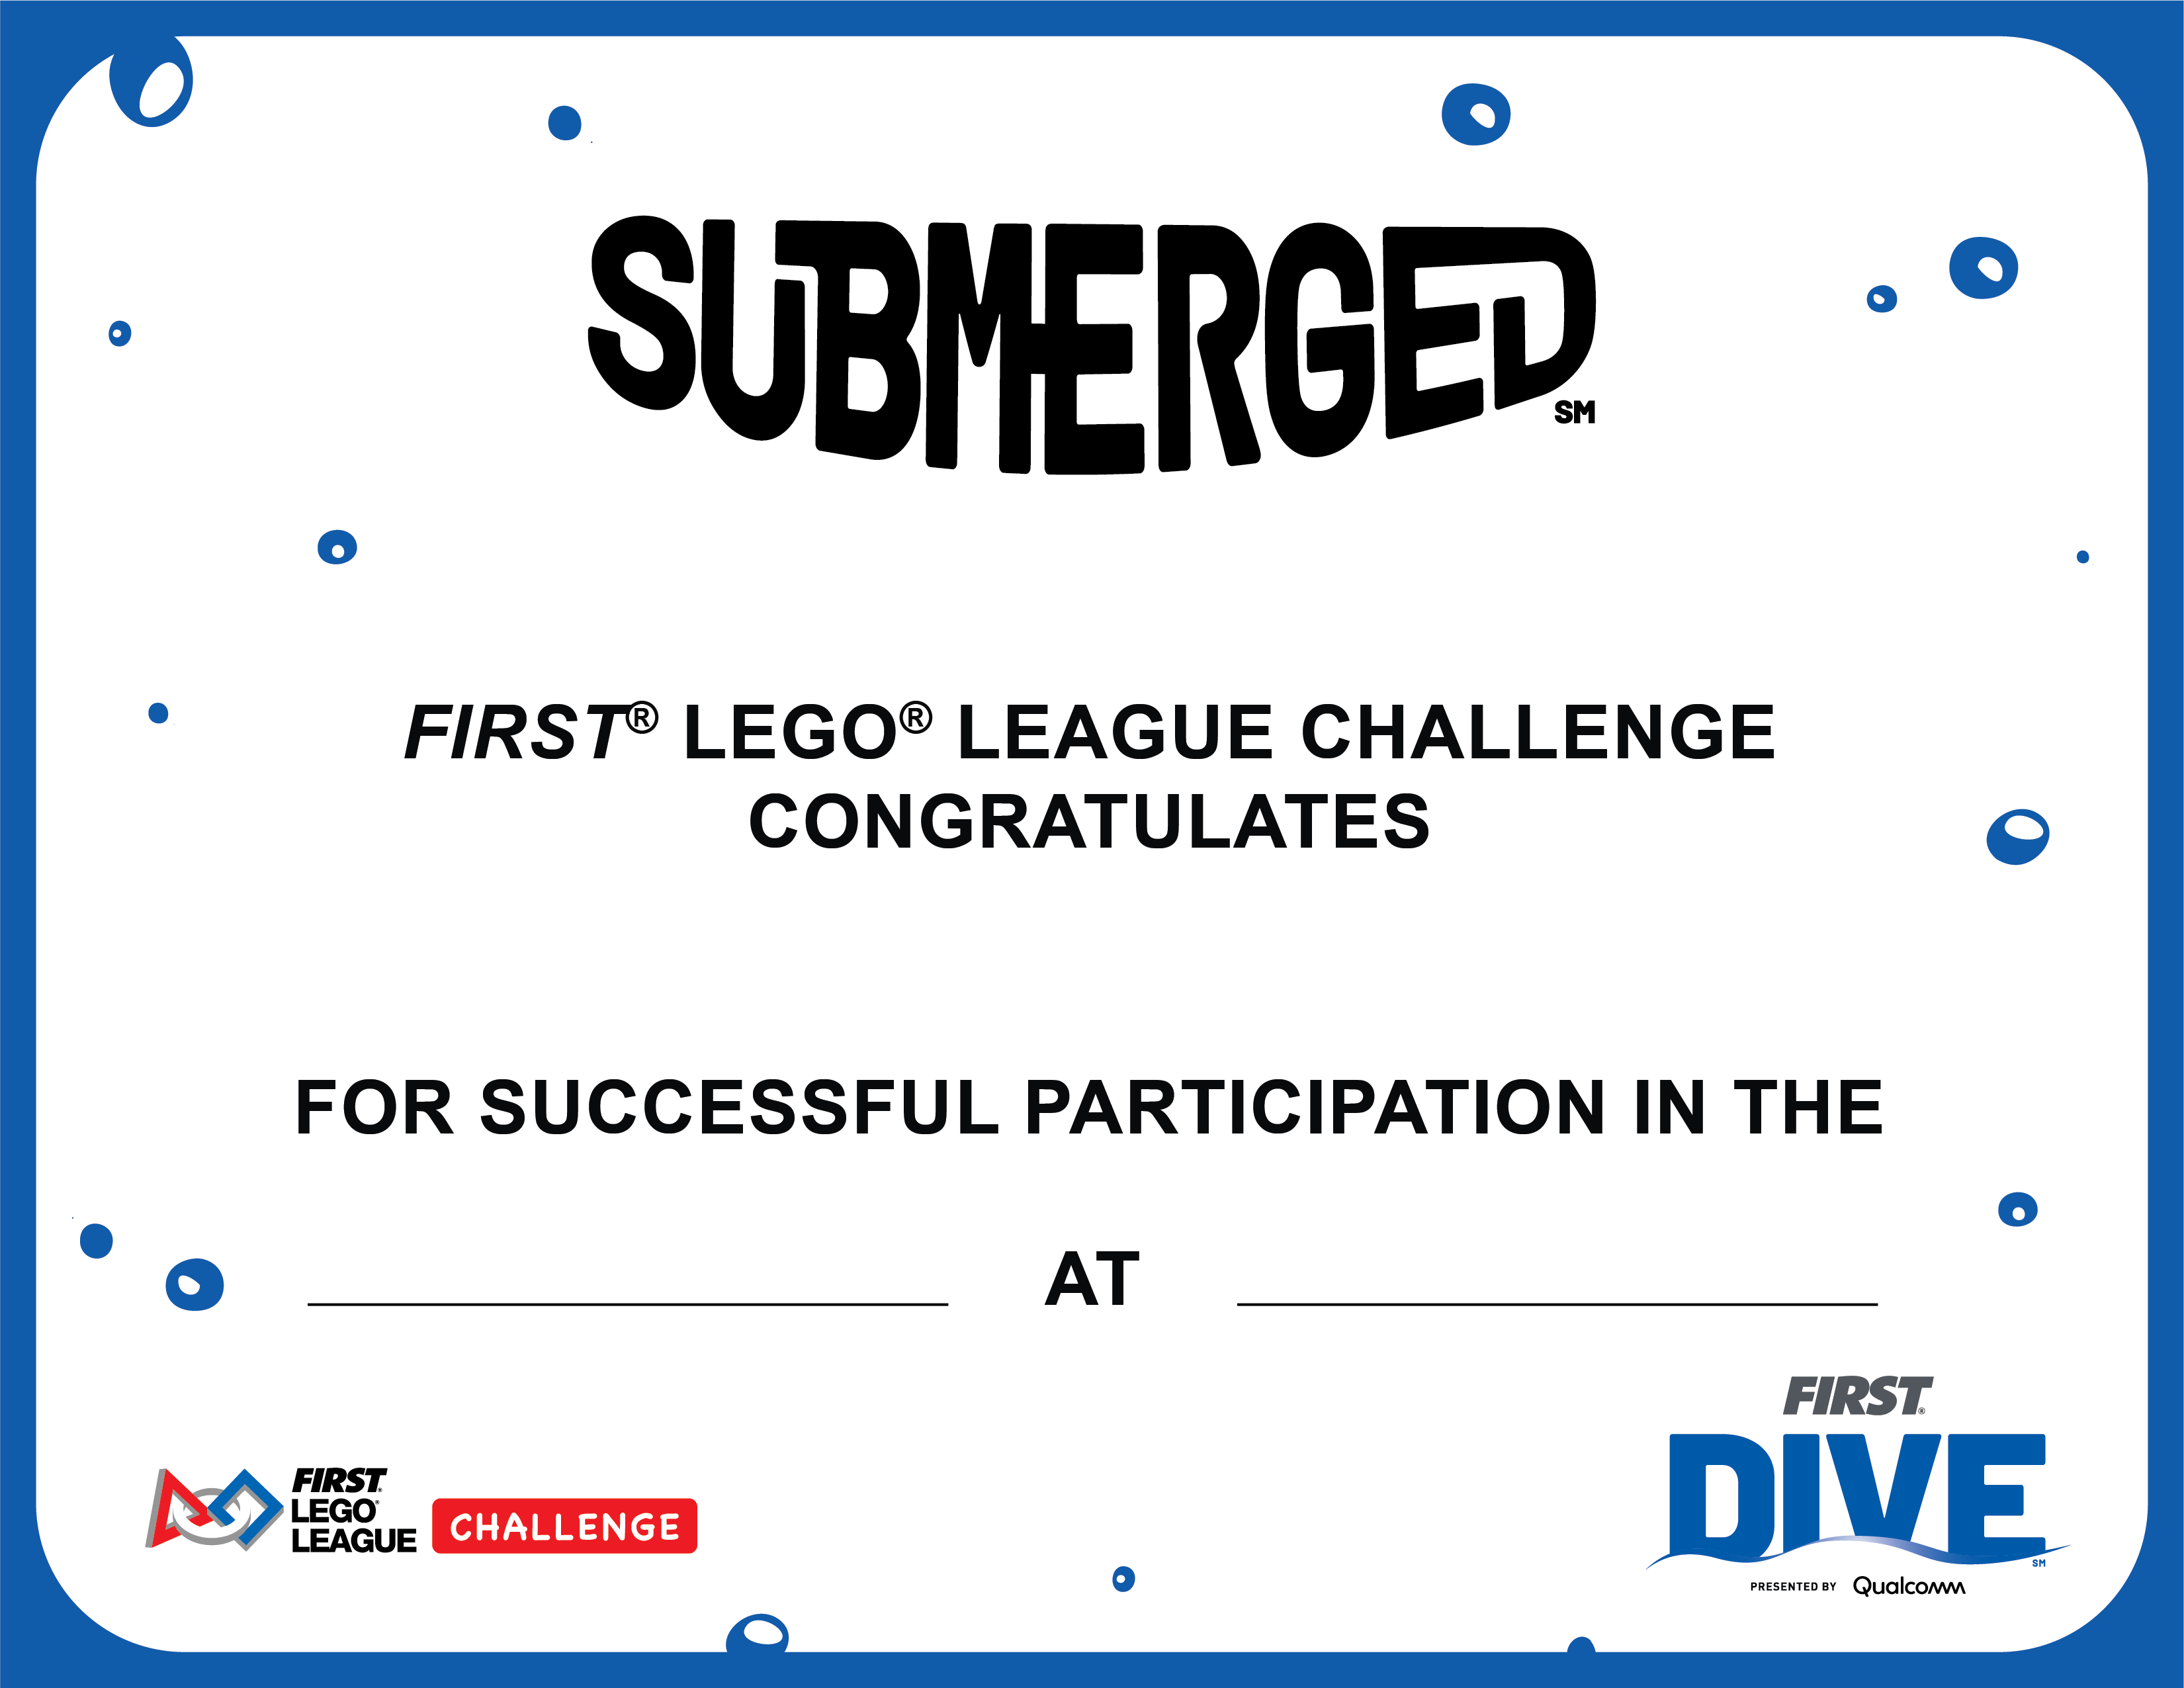 SUBMERGED SM
FIRST® LEGO® LEAGUE CHALLENGE
CONGRATULATES
FOR SUCCESSFUL PARTICIPATION IN THE
AT
FIRST®
LEGO®
LEAGUE
CHALLENGE
FIRST®
DIVE SM
PRESENTED BY Qualcomm